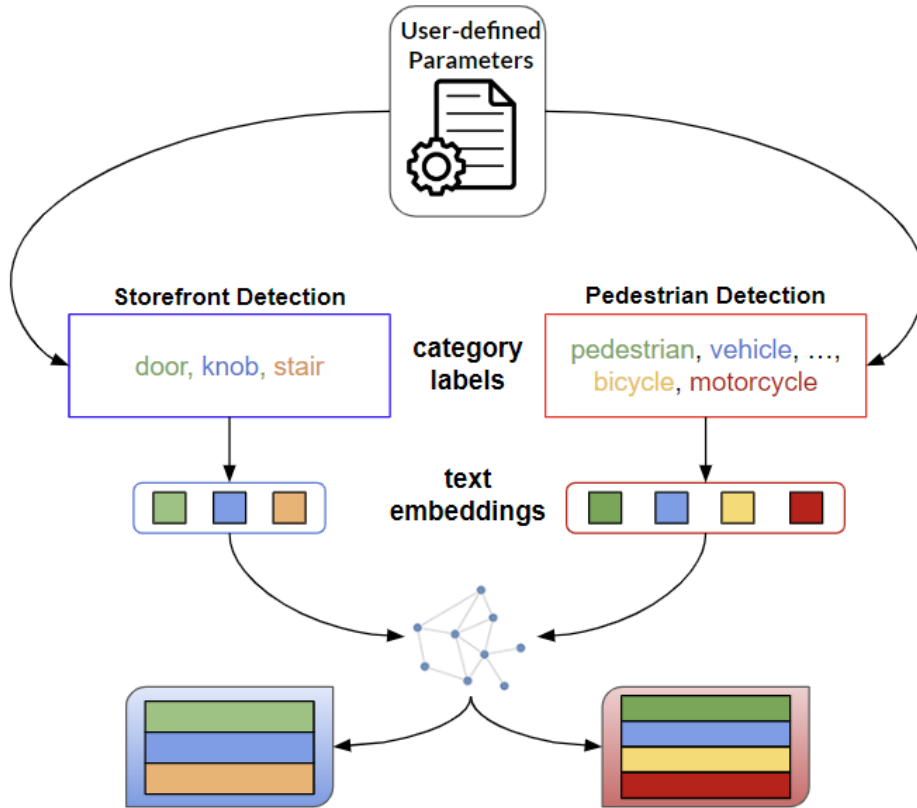 User-defined
Parameters
Storefront Detection
Pedestrian Detection
door, knob, stair
category
labels
pedestrian, vehicle, ...,
bicycle, motorcycle
text
embeddings